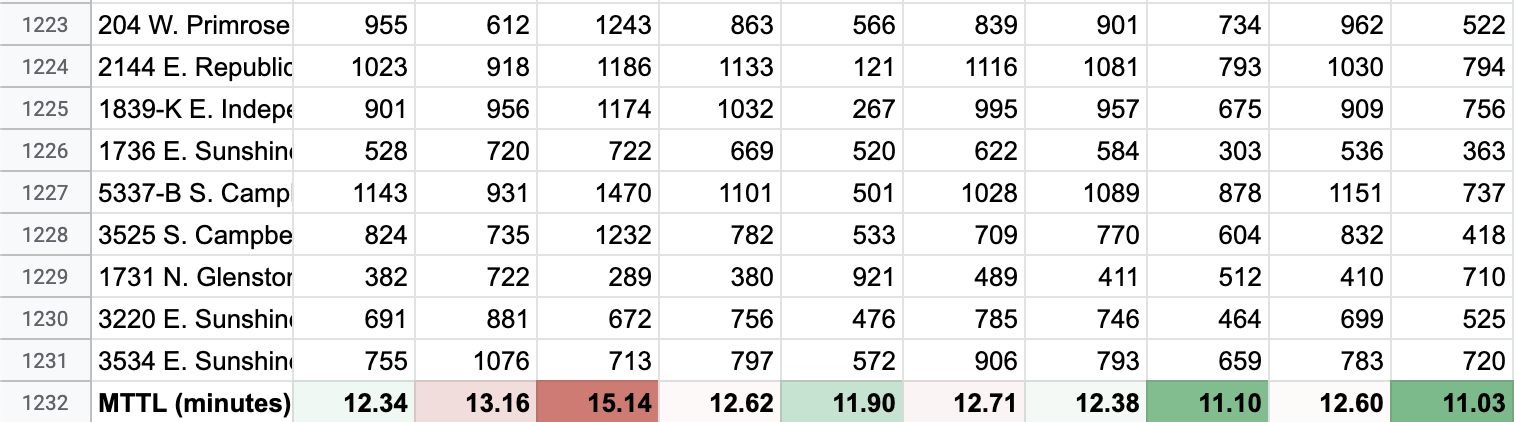 1223 204 W. Primrose 955 612 1243 863 566 839 901 734 962 522
1224 2144 E. Republic 1023 918 1186 1133 121 1116 1081 793 1030 794
1225 1839-K E. Indepe 901 956 1174 1032 267 995 957 675 909 756
1226 1736 E. Sunshin 528 720 722 669 520 622 584 303 536 363
1227 5337-B S. Camp 1143 931 1470 1101 501 1028 1089 878 1151 737
1228 3525 S. Campbe 824 735 1232 782 533 709 770 604 832 418
1229 1731 N. Glenstor 382 722 289 380 921 489 411 512 410 710
1230 3220 E. Sunshin 691 881 672 756 476 785 746 464 699 525
1231 3534 E. Sunshine 755 1076 713 797 572 906 793 659 783 720
1232 MTTL (minutes) 12.34 13.16 15.14 12.62 11.90 12.71 12.38 11.10 12.60 11.03